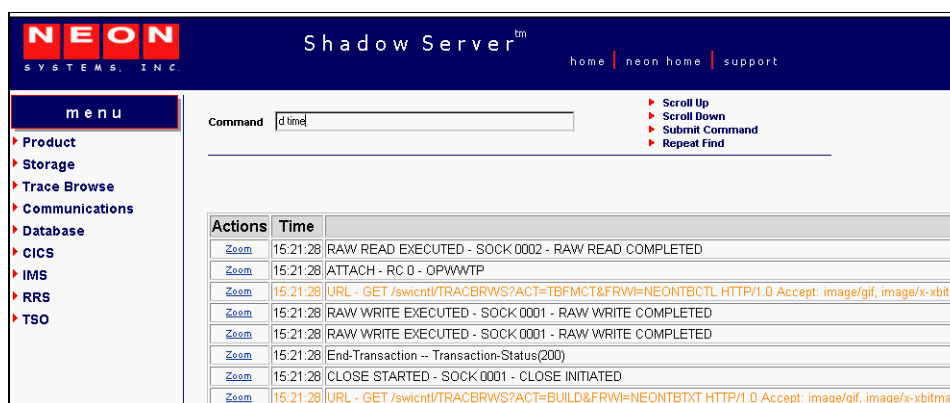 NEON
SYSTEMS, INC.
Shadow Server tm
home | neon home | support
menu
Product
Storage
Trace Browse
Communications
Database
CICS
IMS
RRS
TSO
Command d time
Scroll Up
Scroll Down
Submit Command
Repeat Find
Actions Time
Zoom 15:21:28 RAW READ EXECUTED - SOCK 0002 - RAW READ COMPLETED
Zoom 15:21:28 ATTACH - RC 0 - OPWWTP
Zoom 15:21:28 URL - GET /swicntl/TRACBRWS?ACT=TBFMCT&FRWI=NEONTBCTL HTTP/1.0 Accept: image/gif, image/x-xbit
Zoom 15:21:28 RAW WRITE EXECUTED - SOCK 0001 - RAW WRITE COMPLETED
Zoom 15:21:28 RAW WRITE EXECUTED - SOCK 0001 - RAW WRITE COMPLETED
Zoom 15:21:28 End-Transaction -- Transaction-Status(200)
Zoom 15:21:28 CLOSE STARTED - SOCK 0001 - CLOSE INITIATED
Zoom 15:21:28 URL - GET /swicntl/TRACBRWS?ACT=BUILD&FRWI=NEONTBTXT HTTP/1.0 Accept: image/gif, image/x-xbitm